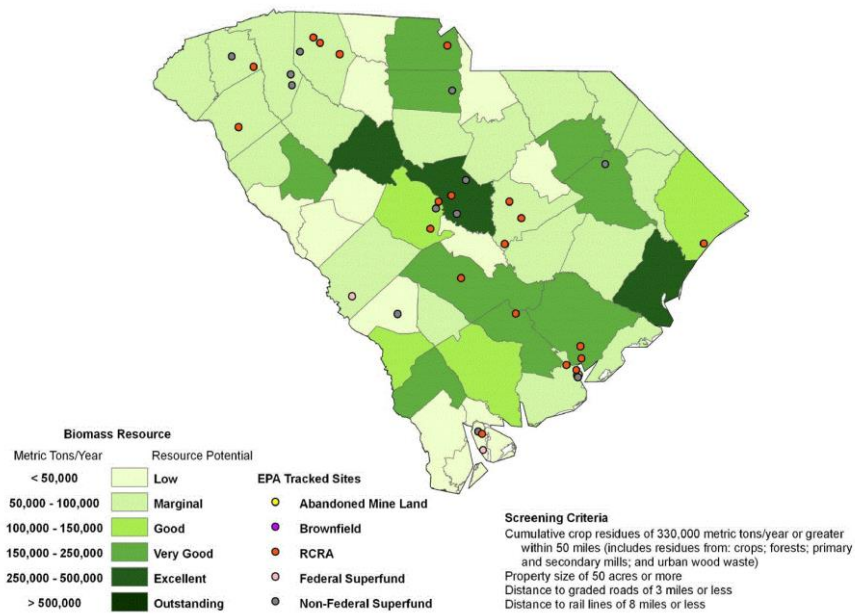 Biomass Resource
Metric Tons/Year Resource Potential
< 50,000 Low
50,000 - 100,000 Marginal
100,000 - 150,000 Good
150,000 - 250,000 Very Good
250,000 - 500,000 Excellent
> 500,000 Outstanding
EPA Tracked Sites
Abandoned Mine Land
Brownfield
RCRA
Federal Superfund
Non-Federal Superfund
Screening Criteria
Cumulative crop residues of 330,000 metric tons/year or greater
within 50 miles (includes residues from: crops; forests; primary
and secondary mills; and urban wood waste)
Property size of 50 acres or more
Distance to graded roads of 3 miles or less
Distance to rail lines of 8 miles or less